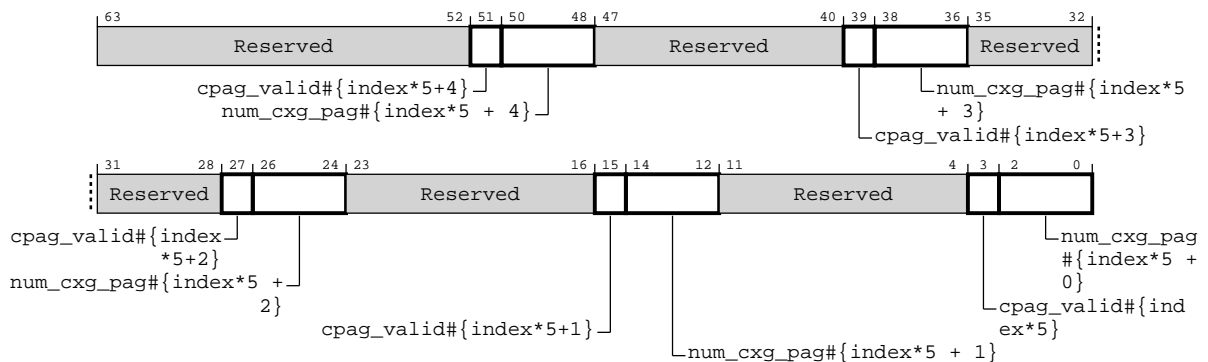 63 52 51 50 48 47 40 39 38 36 35 32
Reserved Reserved Reserved
cpag_valid#{index*5+4}
num_cxg_pag#{index*5 + 4}
num_cxg_pag#{index*5
+ 3}
cpag_valid#{index*5+3}
31 28 27 26 24 23 16 15 14 12 11 4 3 2 0
Reserved Reserved Reserved
cpag_valid#{index
*5+2}
num_cxg_pag#{index*5 +
2}
cpag_valid#{index*5+1}
num_cxg_pag#{index*5 + 1}
num_cxg_pag
#{index*5 +
0}
cpag_valid#{ind
ex*5}